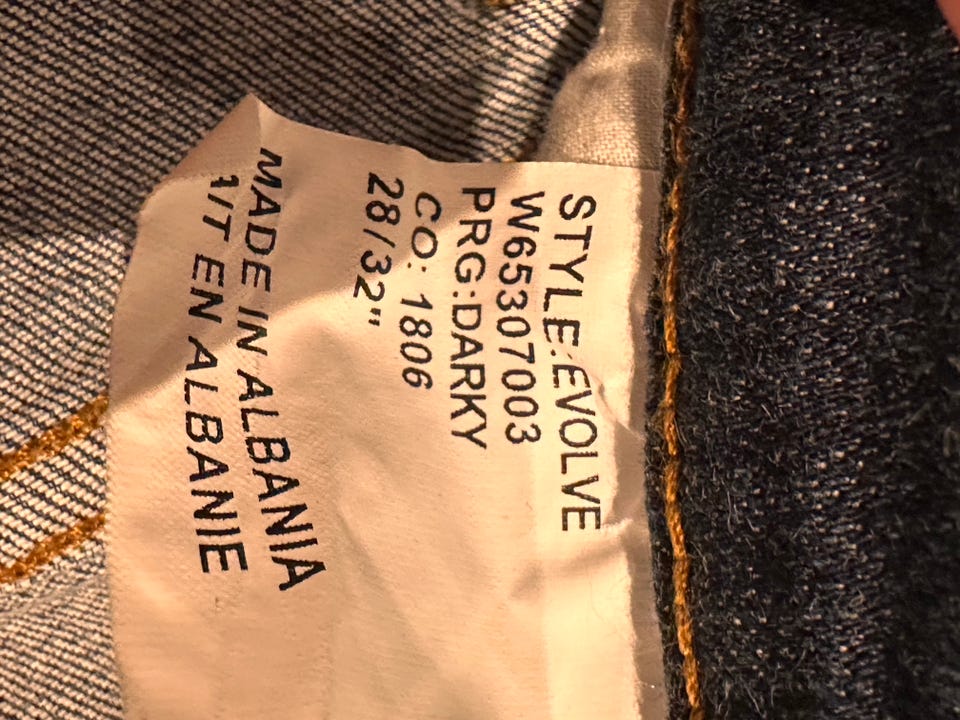 STYLE:EVOLVE
W65307003
PRG:DARKY
CO: 1806
28/32"
MADE IN ALBANIA
EN ALBANIE